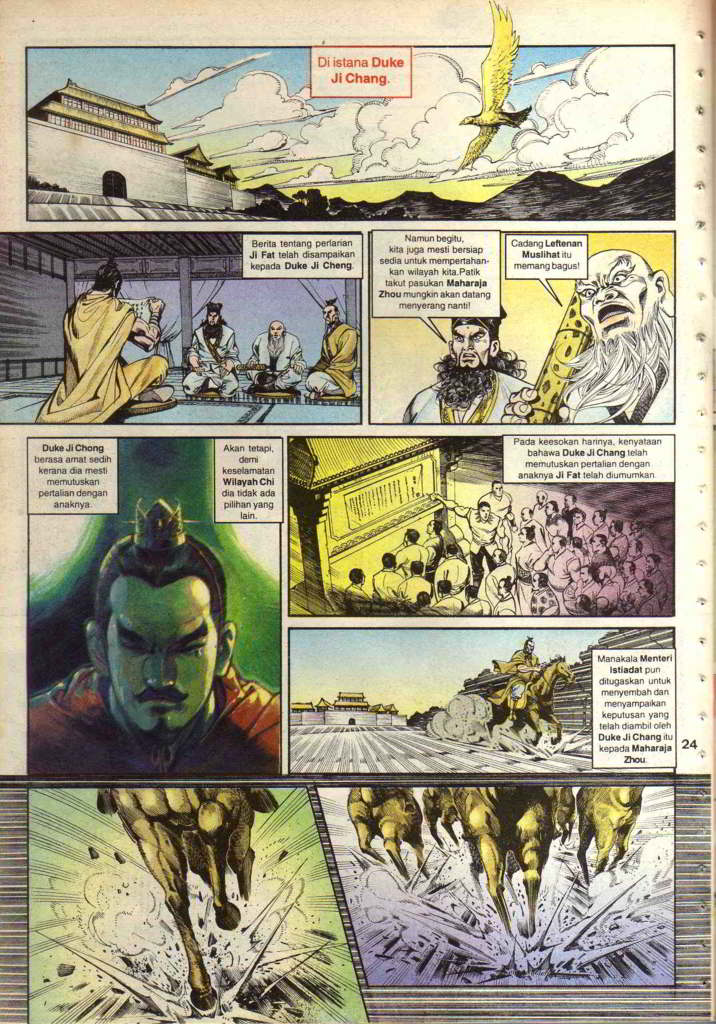 Di istana Duke
Ji Chang.
Berita tentang perlarian
Ji Fat telah disampaikan
kepada Duke Ji Cheng.
Namun begitu,
kita juga mesti bersiap
sedia untuk mempertahan-
kan wilayah kita.Patik
takut pasukan Maharaja
Zhou mungkin akan datang
menyerang nanti!
Cadang Leftenan
Muslihat itu
memang bagus!
Duke Ji Chong
berasa amat sedih
kerana dia mesti
memutuskan
pertalian dengan
anaknya.
Akan tetapi,
demi
keselamatan
Wilayah Chi
dia tidak ada
pilihan yang
lain.
Pada keesokan harinya, kenyataan
bahawa Duke Ji Chang telah
memutuskan pertalian dengan
anaknya Ji Fat telah diumumkan.
Manakala Menteri
Istiadat pun
ditugaskan untuk
menyembah dan
menyampaikan
keputusan yang
telah diambil oleh
Duke Ji Chang itu
kepada Maharaja
Zhou.
24